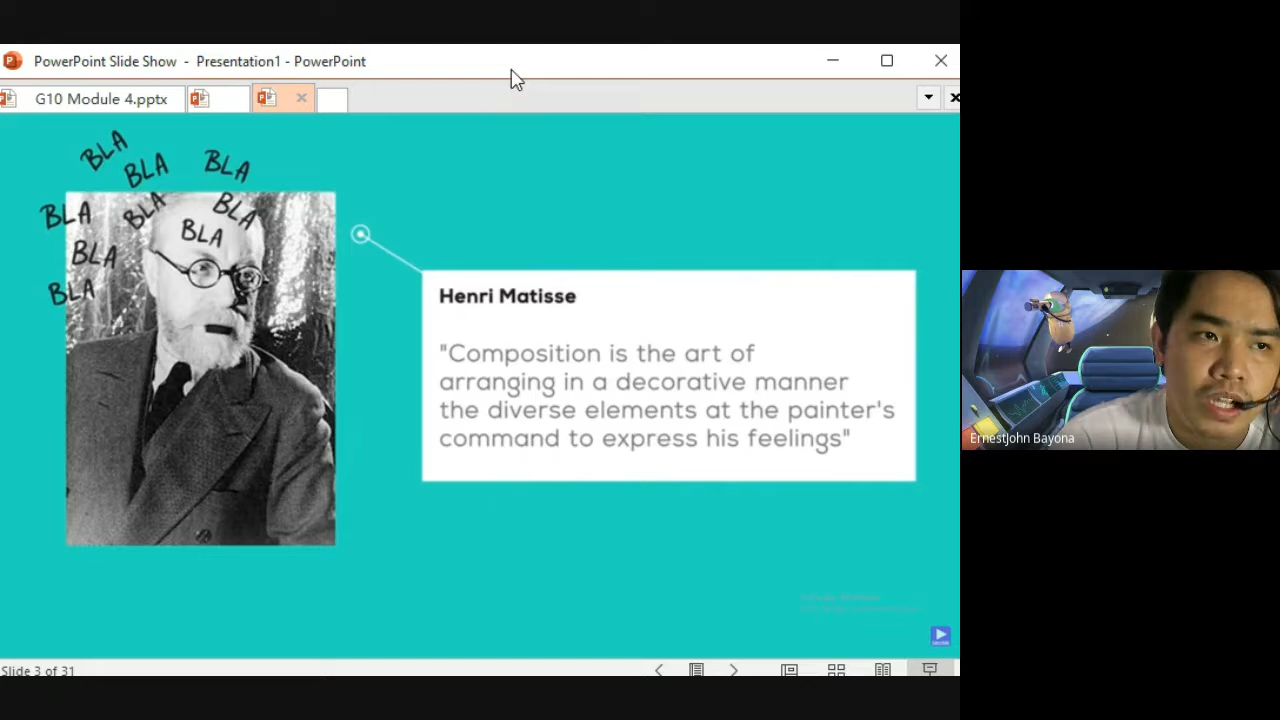 PowerPoint Slide Show - Presentation1 - PowerPoint
G10 Module 4.pptx
BLA
BLA
BLA
BLA
BLA
BLA
BLA
BLA
BLA
Henri Matisse
"Composition is the art of
arranging in a decorative manner
the diverse elements at the painter's
command to express his feelings"
ErnestJohn Bayona
Slide 3 of 31